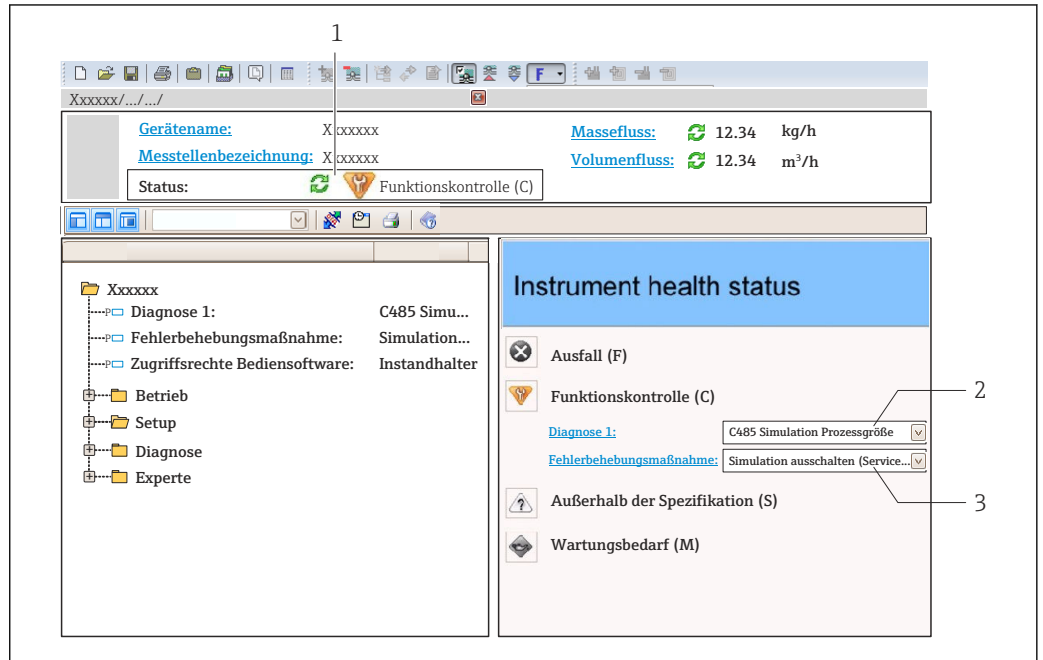 1
F
Xxxxxx/.../.../
Gerätename: Xxxxxxx Massefluss: 12.34 kg/h
Messtellenbezeichnung: Xxxxxxx Volumenfluss: 12.34 m³/h
Status: Funktionskontrolle (C)
Xxxxxx
P Diagnose 1: C485 Simu...
P Fehlerbehebungsmaßnahme: Simulation...
P Zugriffsrechte Bediensoftware: Instandhalter
Betrieb
Setup
Diagnose
Experte
Instrument health status
Ausfall (F)
Funktionskontrolle (C)
2
Diagnose 1: C485 Simulation Prozessgröße
Fehlerbehebungsmaßnahme: Simulation ausschalten (Service...
Außerhalb der Spezifikation (S)
3
Wartungsbedarf (M)